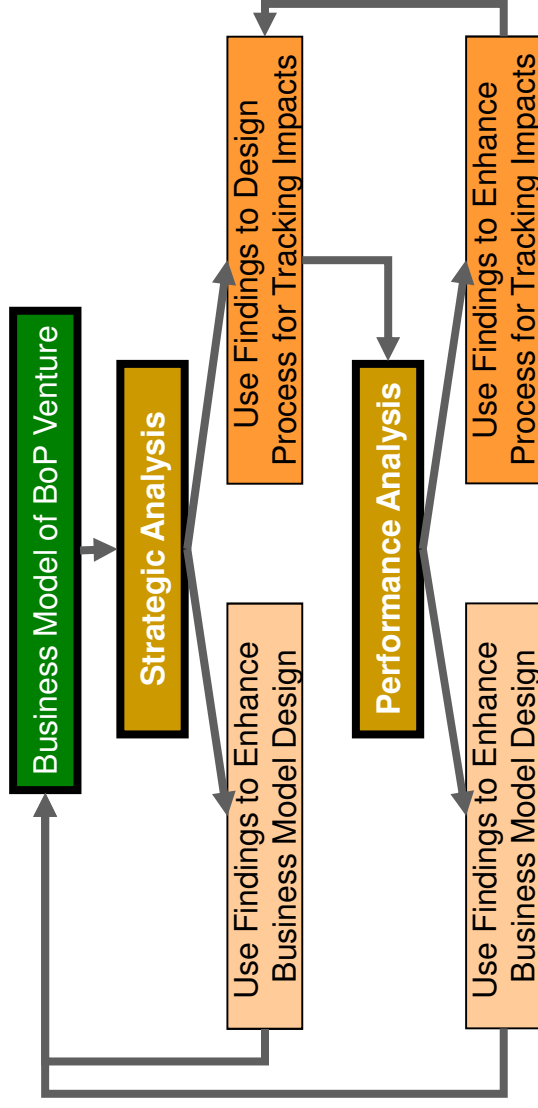 Business Model of BoP Venture
Strategic Analysis
Use Findings to Enhance
Business Model Design
Use Findings to Design
Process for Tracking Impacts
Performance Analysis
Use Findings to Enhance
Business Model Design
Use Findings to Enhance
Process for Tracking Impacts